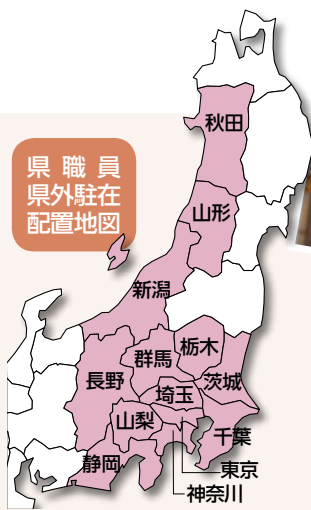 県職員
県外駐在
配置地図
秋田
山形
新潟
群馬
栃木
長野
埼玉
茨城
山梨
千葉
静岡
東京
神奈川